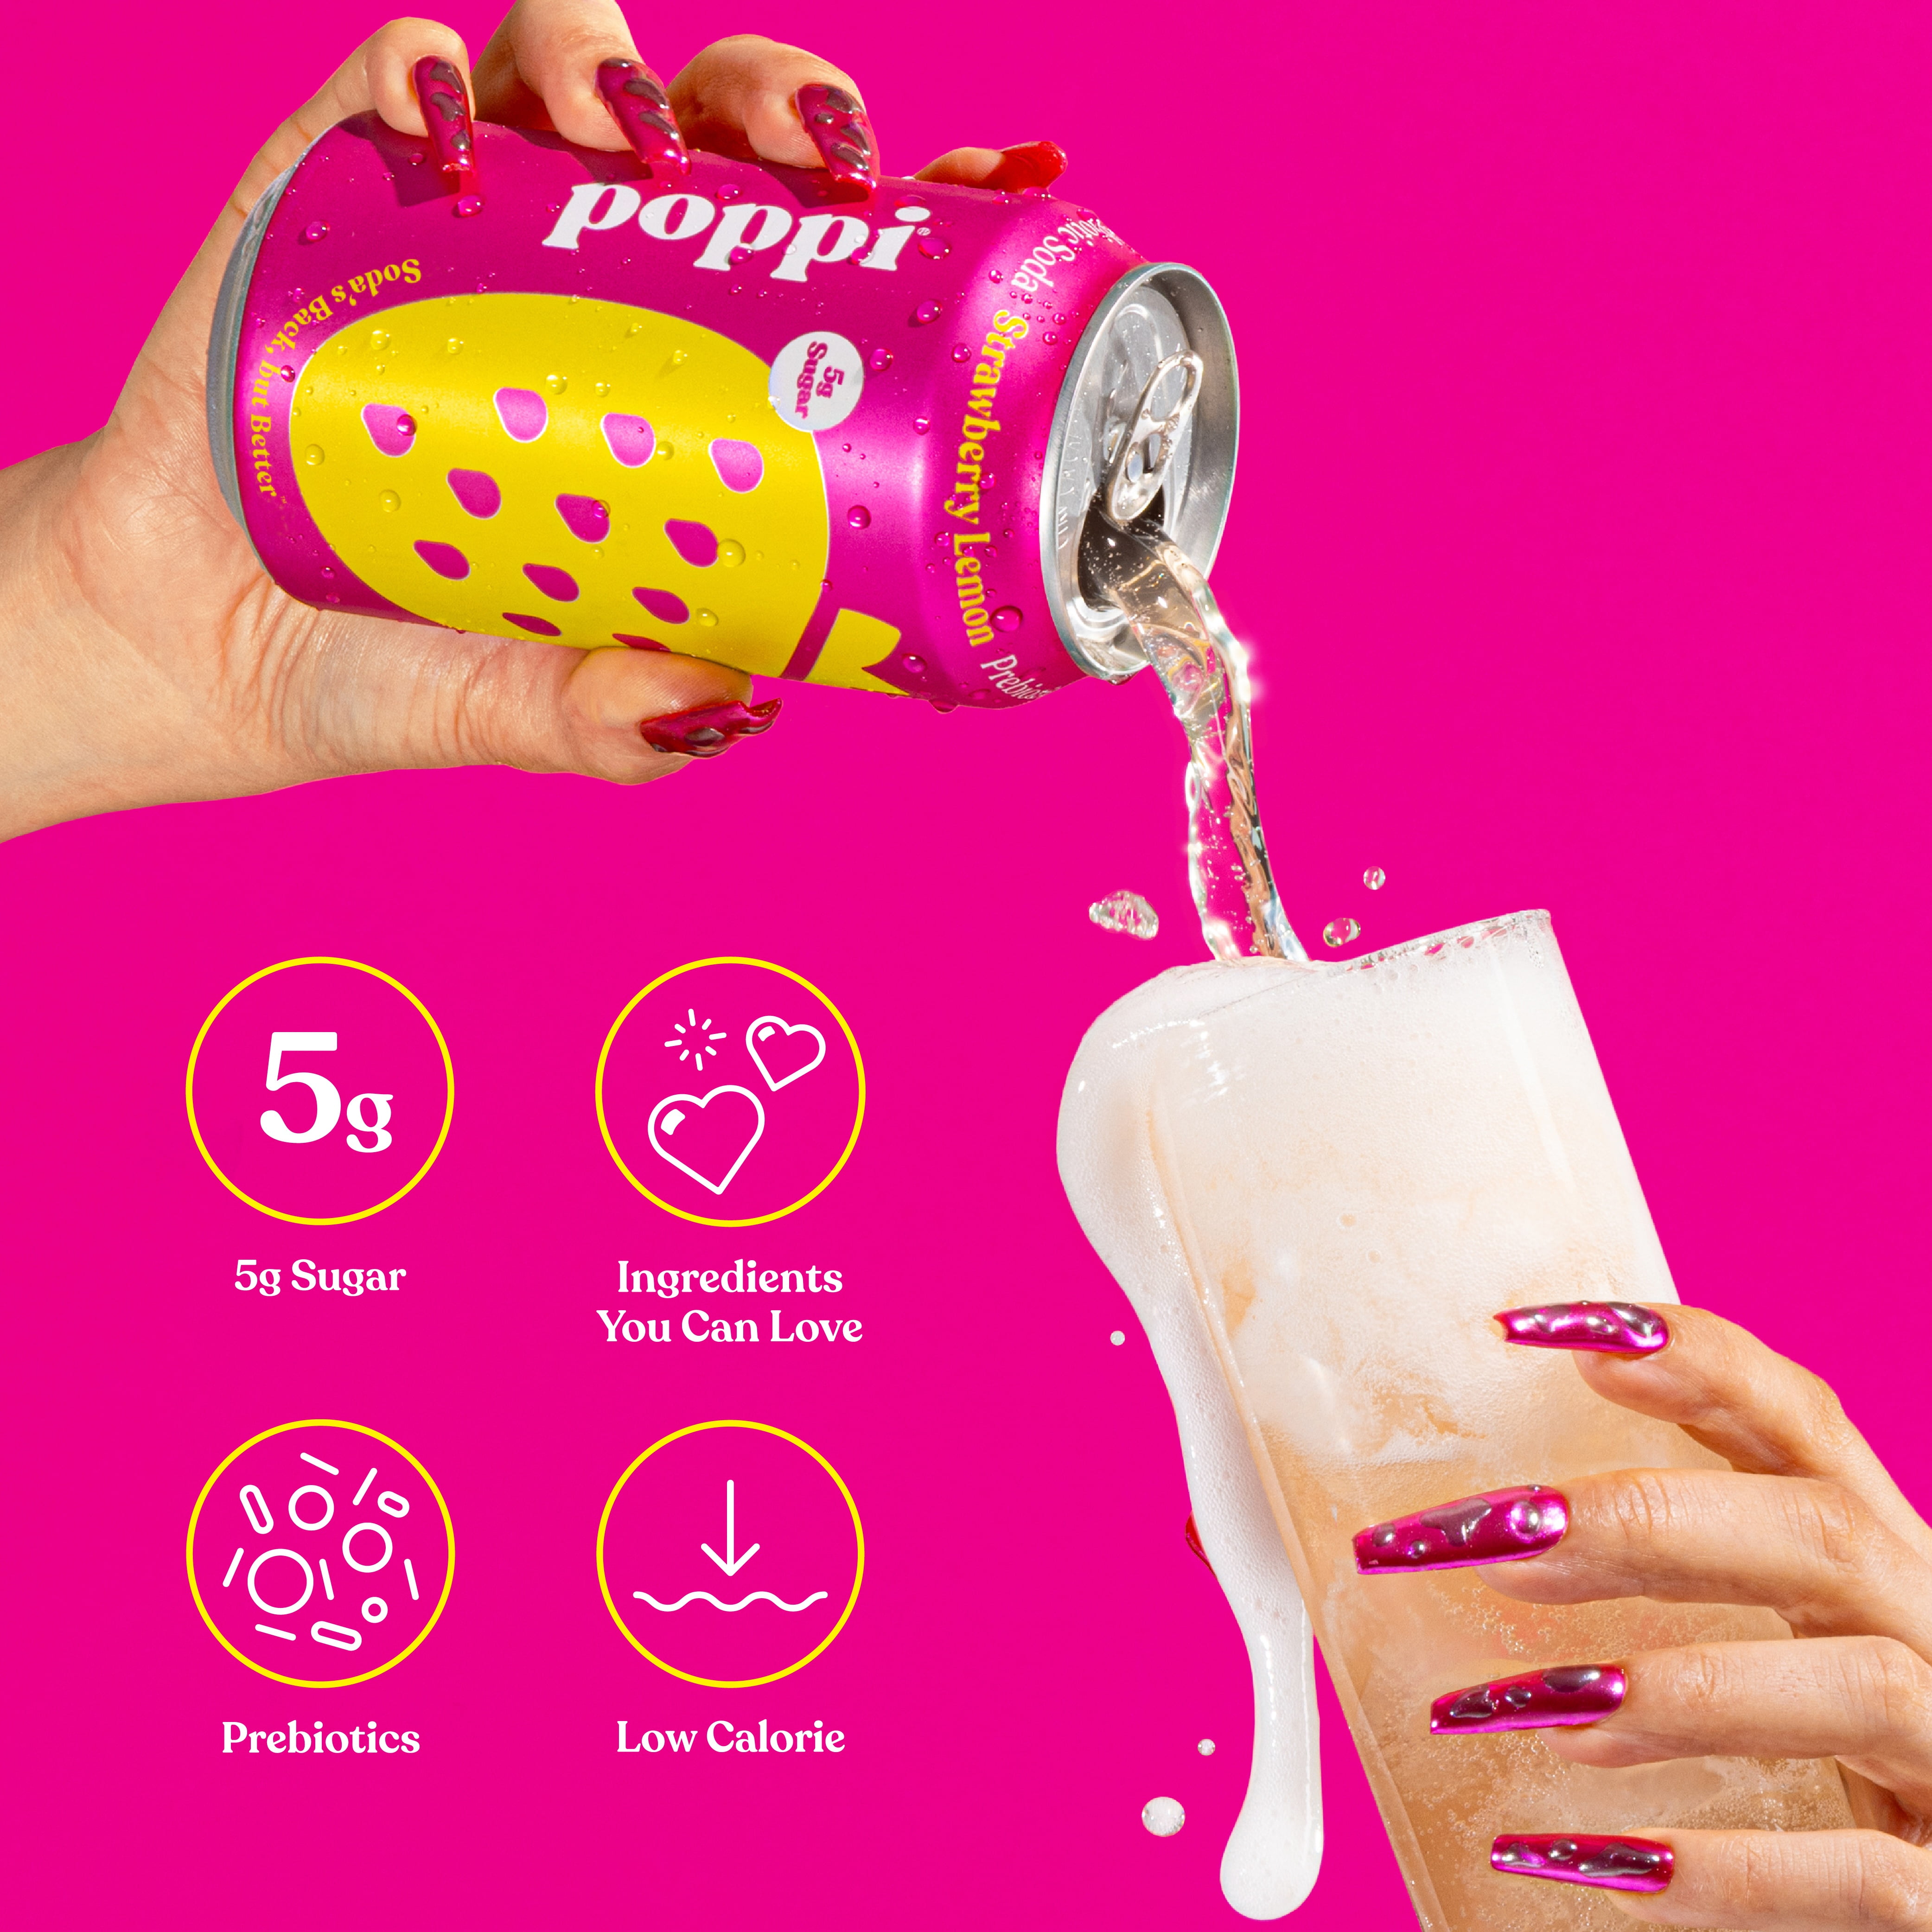 poppi
Soda's Back, but Better™
5g
Sugar
Strawberry Lemon
Soda
5g
5g Sugar
Ingredients
You Can Love
Prebiotics
Low Calorie